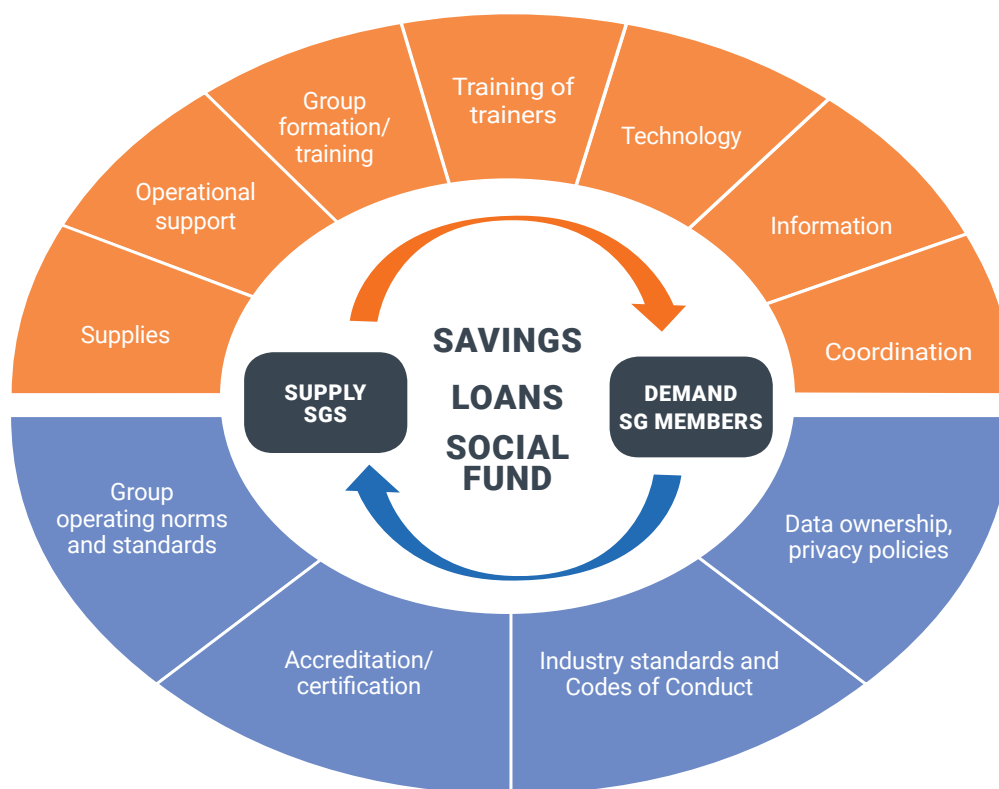 Training of
trainers
Group
formation/
training
Technology
Operational
support
Information
Supplies
Coordination
SAVINGS
LOANS
SOCIAL
FUND
SUPPLY
SGS
DEMAND
SG MEMBERS
Group
operating norms
and standards
Data ownership,
privacy policies
Accreditation/
certification
Industry standards and
Codes of Conduct